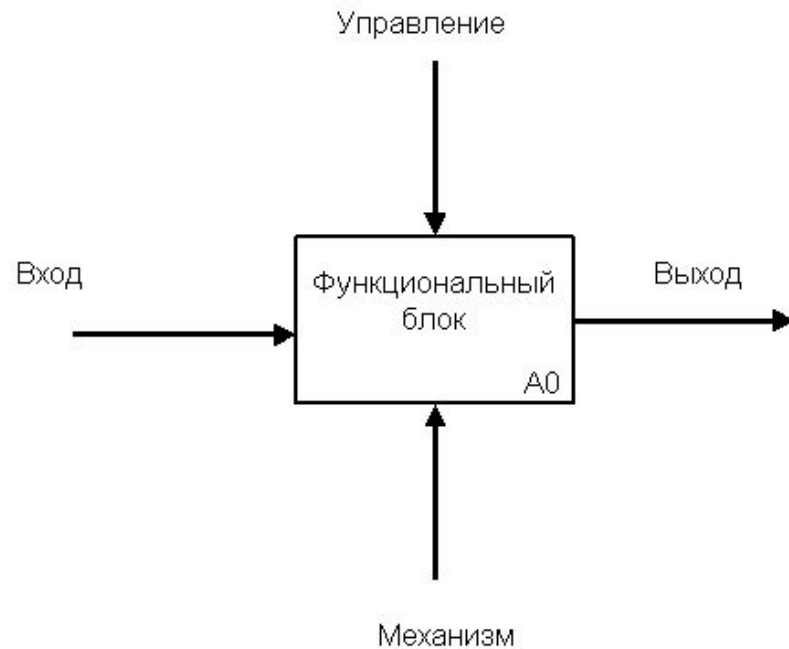 Управление
Вход
Функциональный
блок
Выход
A0
Механизм